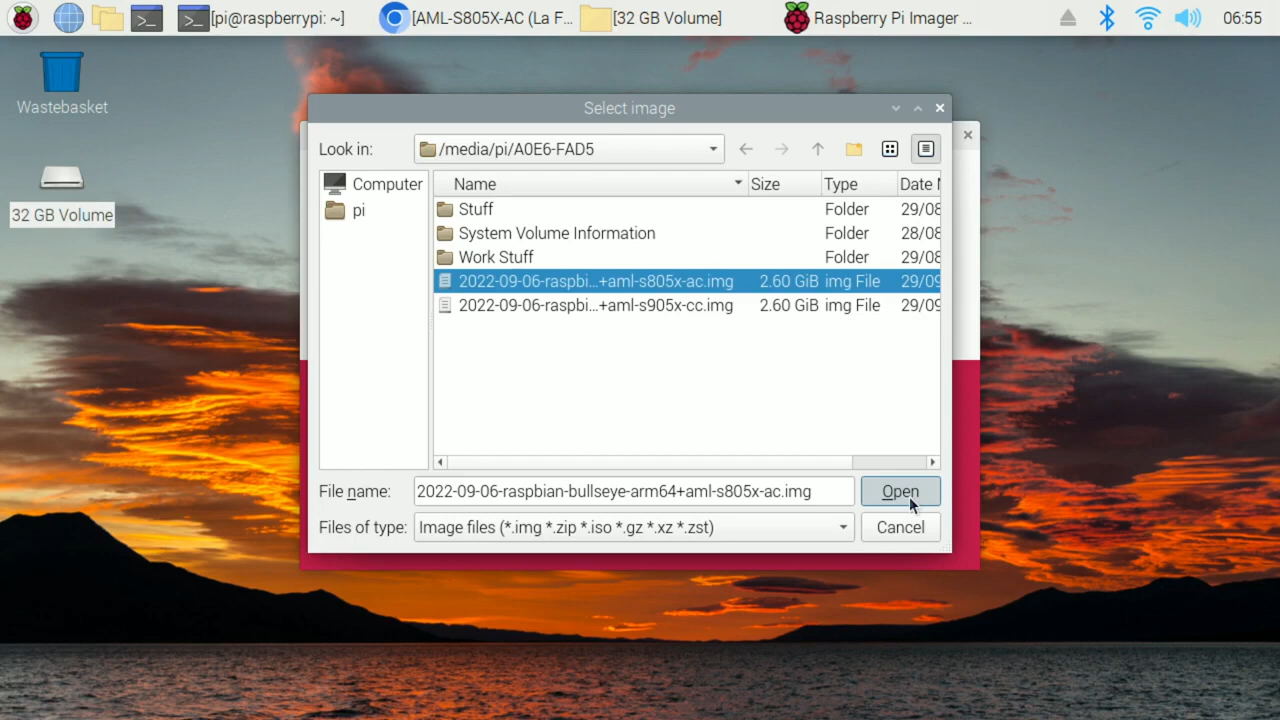 [pi@raspberrypi: ~]
[AML-S805X-AC (La F...
[32 GB Volume]
Raspberry Pi Imager ...
06:55
Wastebasket
32 GB Volume
Select image
Look in:
/media/pi/A0E6-FAD5
Computer
pi
Name Size Type Date M
Stuff Folder 29/08
System Volume Information Folder 28/08
Work Stuff Folder 29/08
2022-09-06-raspbi...+aml-s805x-ac.img 2.60 GiB img File 29/09
2022-09-06-raspbi...+aml-s905x-cc.img 2.60 GiB img File 29/09
File name: 2022-09-06-raspbian-bullseye-arm64+aml-s805x-ac.img Open
Files of type: Image files (*.img *.zip *.iso *.gz *.xz *.zst) Cancel